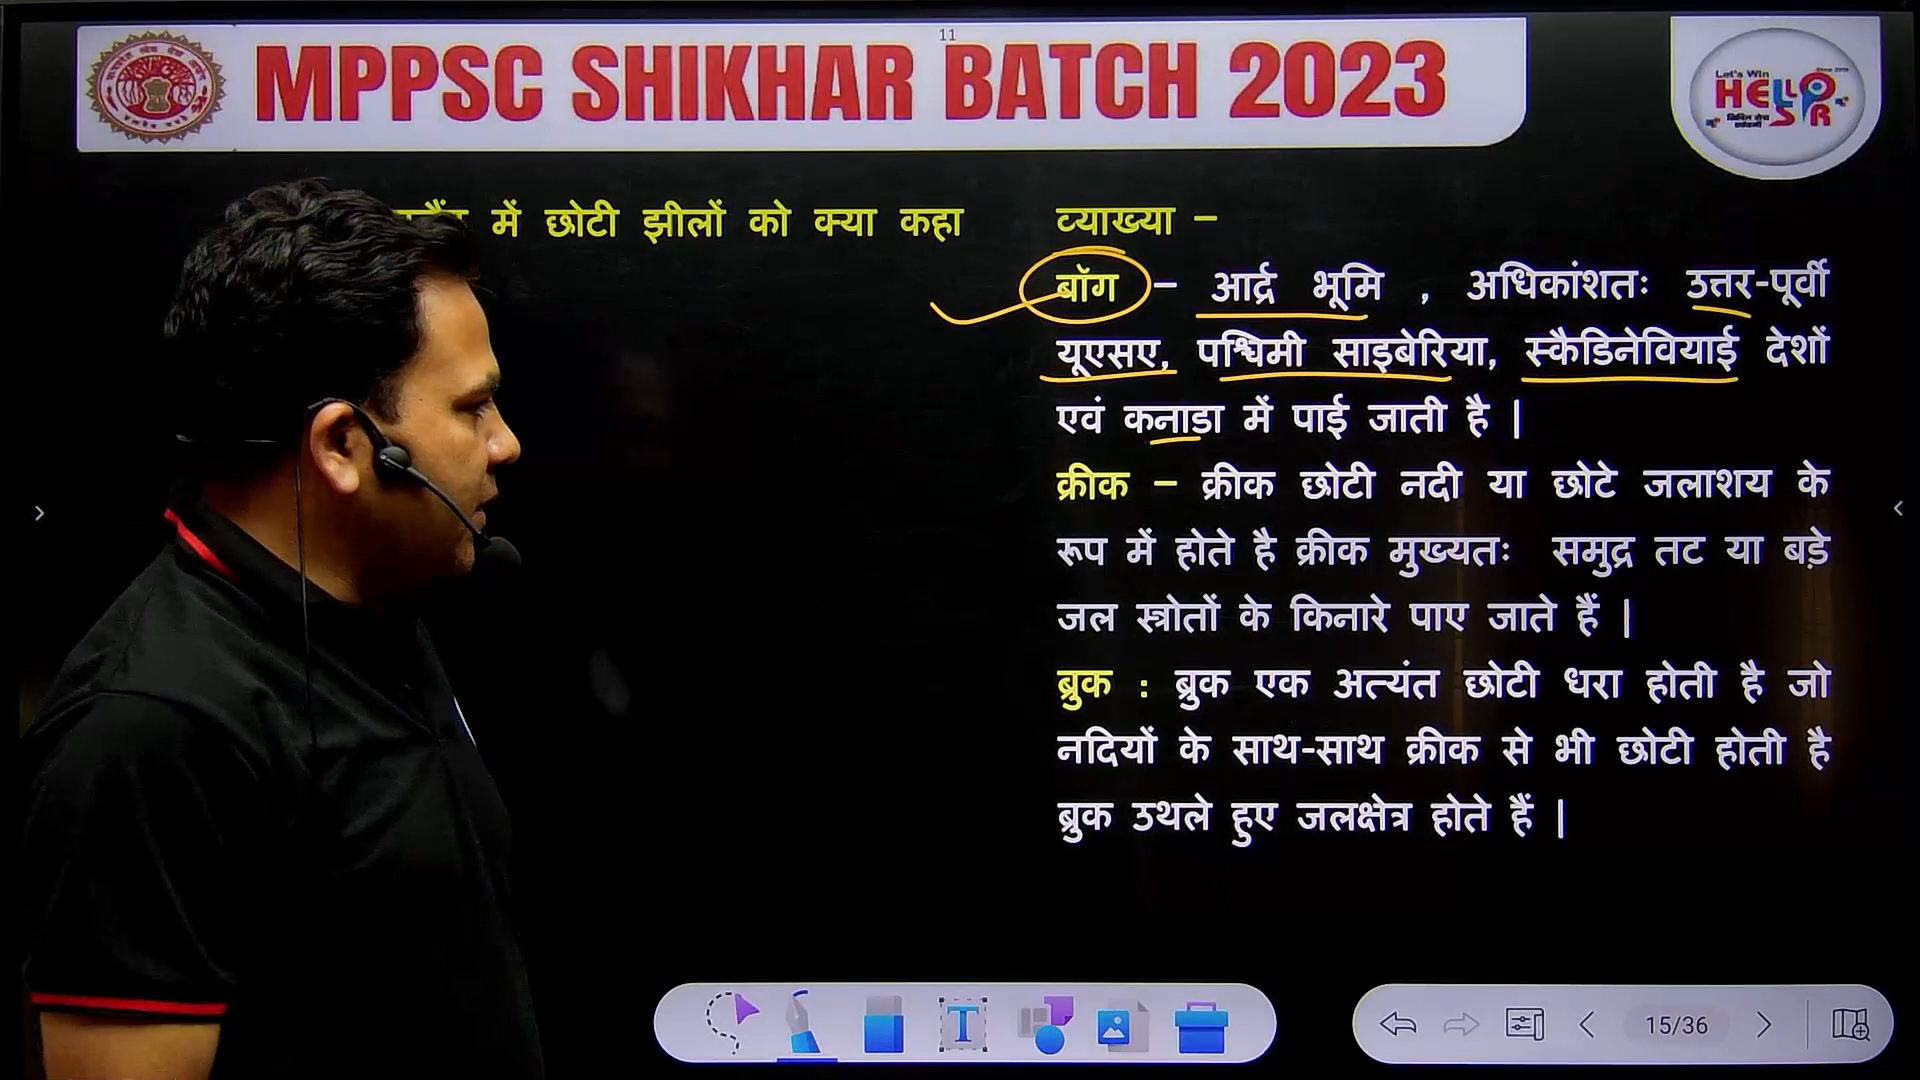 11
MPPSC SHIKHAR BATCH 2023
Let's Win
HELLO
SIR
में छोटी झीलों को क्या कहा
व्याख्या –
बॉग – आर्द्र भूमि , अधिकांशतः उत्तर-पूर्वी
यूएसए, पश्चिमी साइबेरिया, स्कैडिनेवियाई देशों
एवं कनाडा में पाई जाती है |
क्रीक – क्रीक छोटी नदी या छोटे जलाशय के
रूप में होते है क्रीक मुख्यतः समुद्र तट या बड़े
जल स्त्रोतों के किनारे पाए जाते हैं |
ब्रुक : ब्रुक एक अत्यंत छोटी धरा होती है जो
नदियों के साथ-साथ क्रीक से भी छोटी होती है
ब्रुक उथले हुए जलक्षेत्र होते हैं |
T
15/36